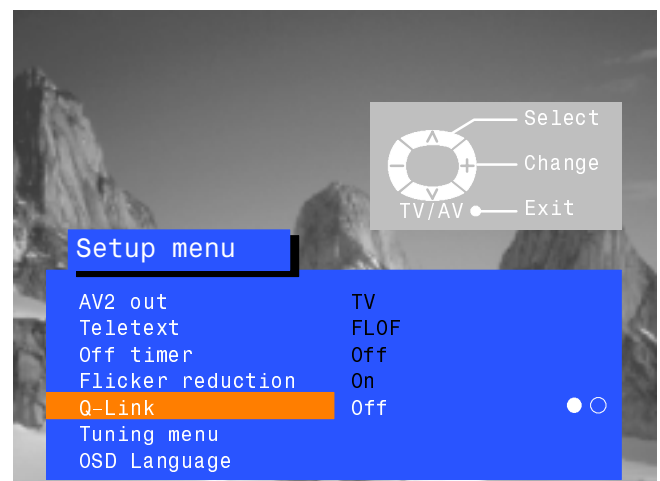 Select
Change
TV/AV Exit
Setup menu
AV2 out TV
Teletext FLOF
Off timer Off
Flicker reduction On
Q-Link Off
Tuning menu
OSD Language